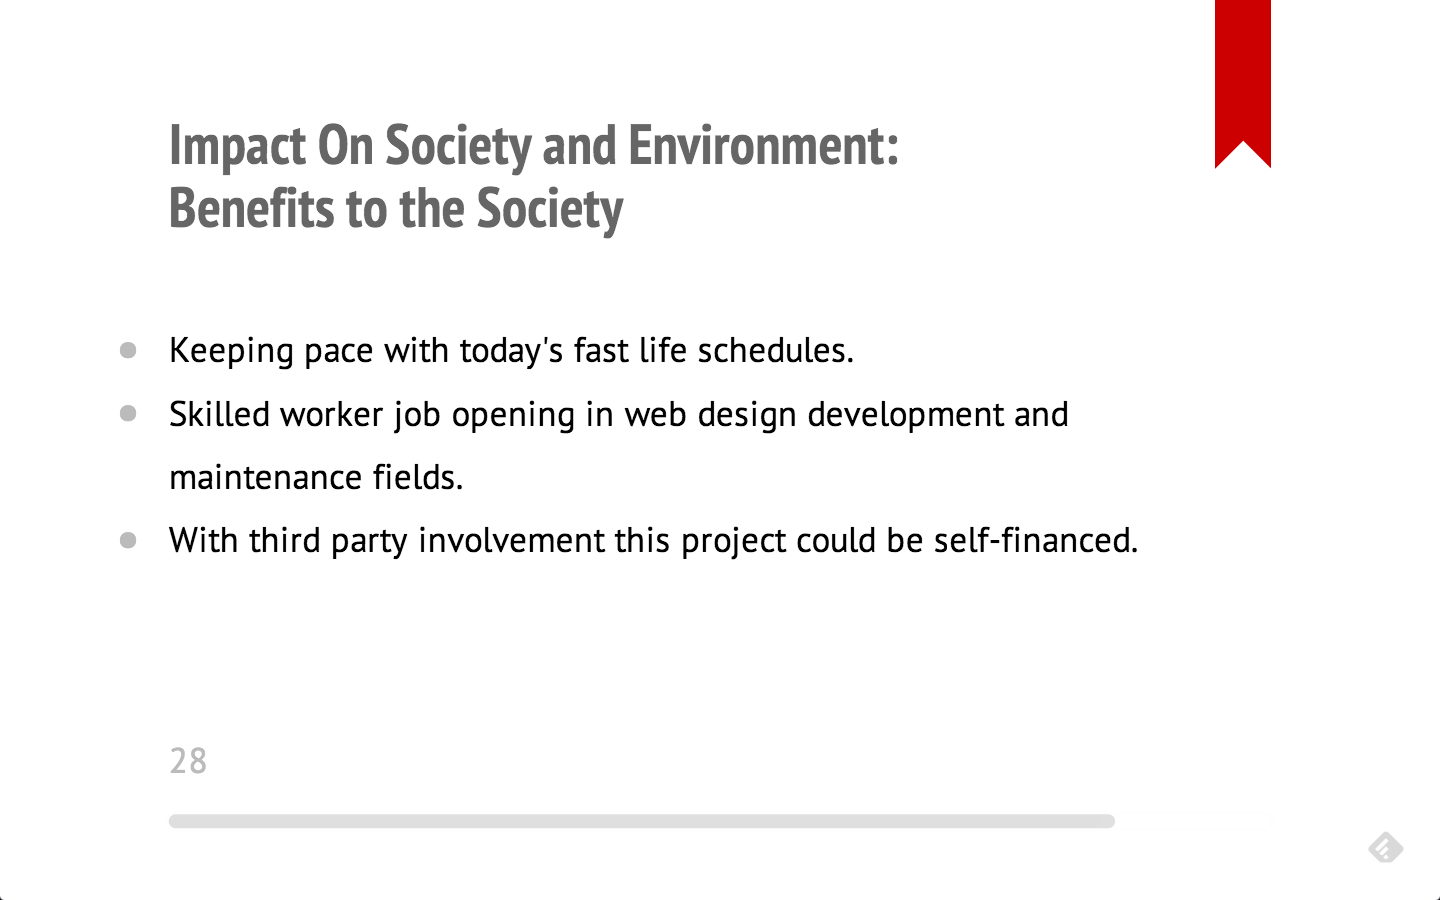 Impact On Society and Environment:
Benefits to the Society
Keeping pace with today's fast life schedules.
Skilled worker job opening in web design development and
maintenance fields.
With third party involvement this project could be self-financed.
28